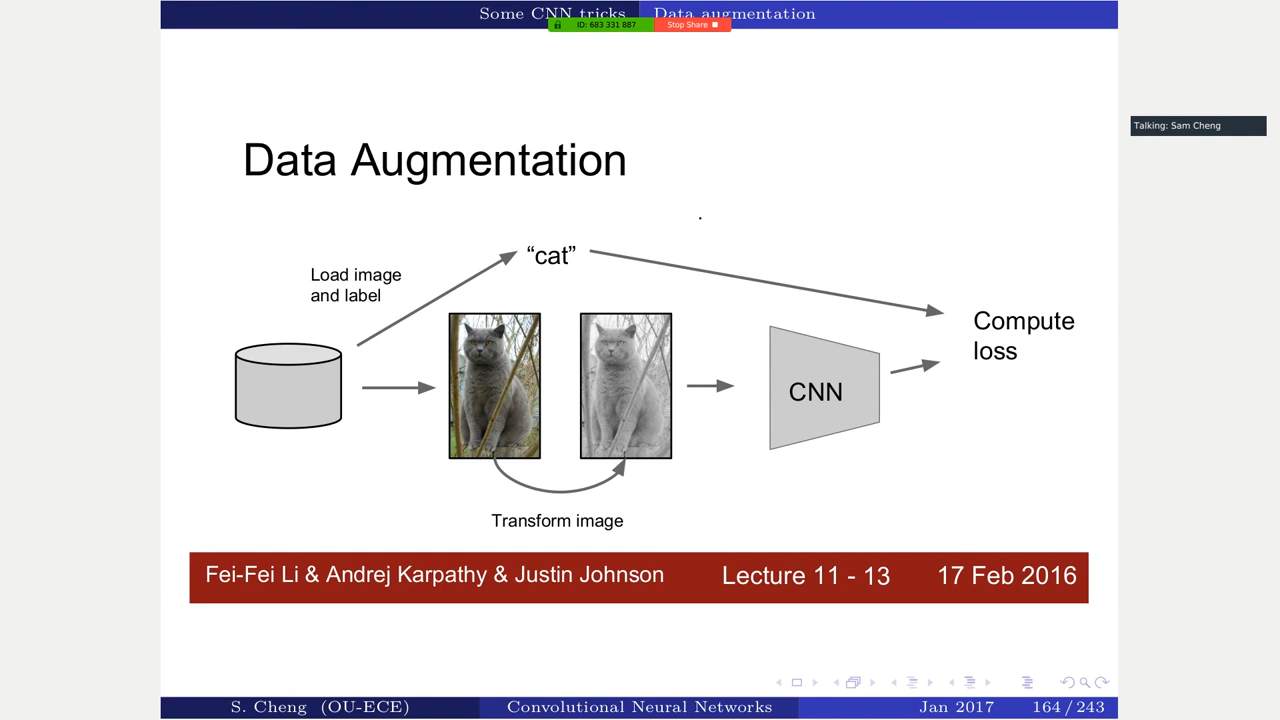 Some CNN tricks Data augmentation
ID: 683 331 887 Stop Share
Talking: Sam Cheng
Data Augmentation
“cat”
Load image
and label
Compute
loss
CNN
Transform image
Fei-Fei Li & Andrej Karpathy & Justin Johnson Lecture 11 - 13 17 Feb 2016
S. Cheng (OU-ECE) Convolutional Neural Networks Jan 2017 164 / 243